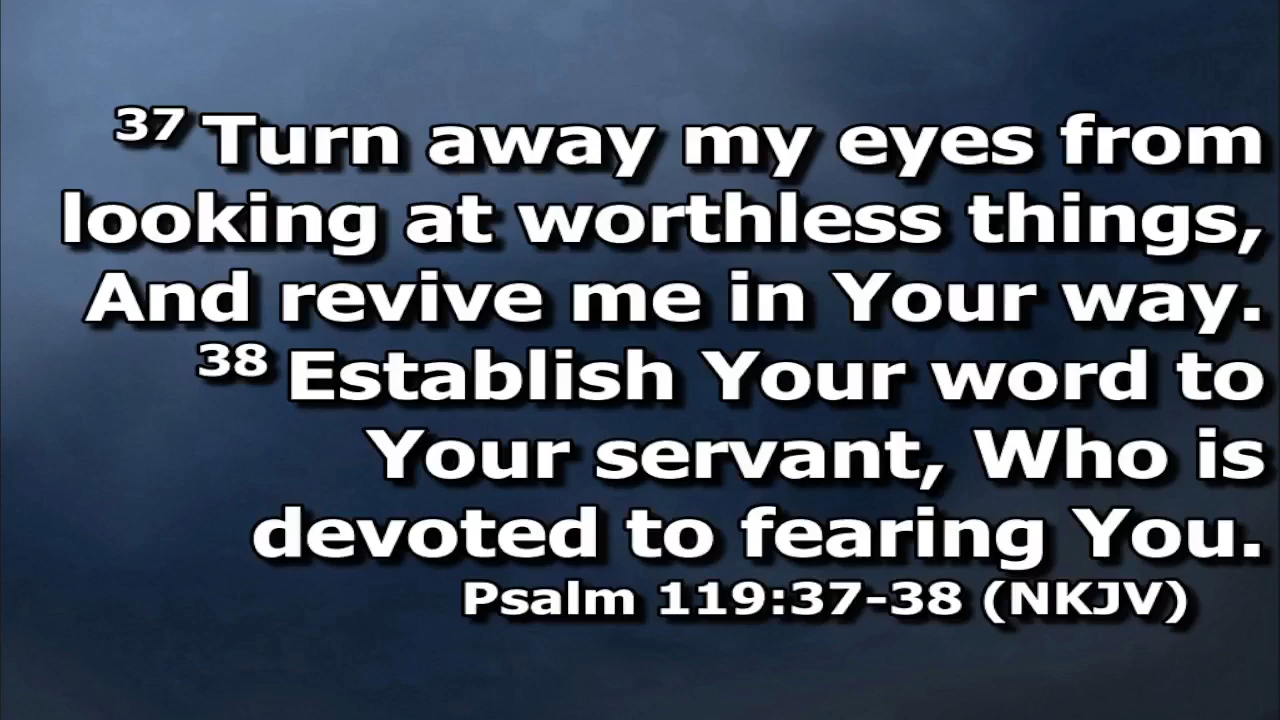 37 Turn away my eyes from
looking at worthless things,
And revive me in Your way.
38 Establish Your word to
Your servant, Who is
devoted to fearing You.
Psalm 119:37-38 (NKJV)